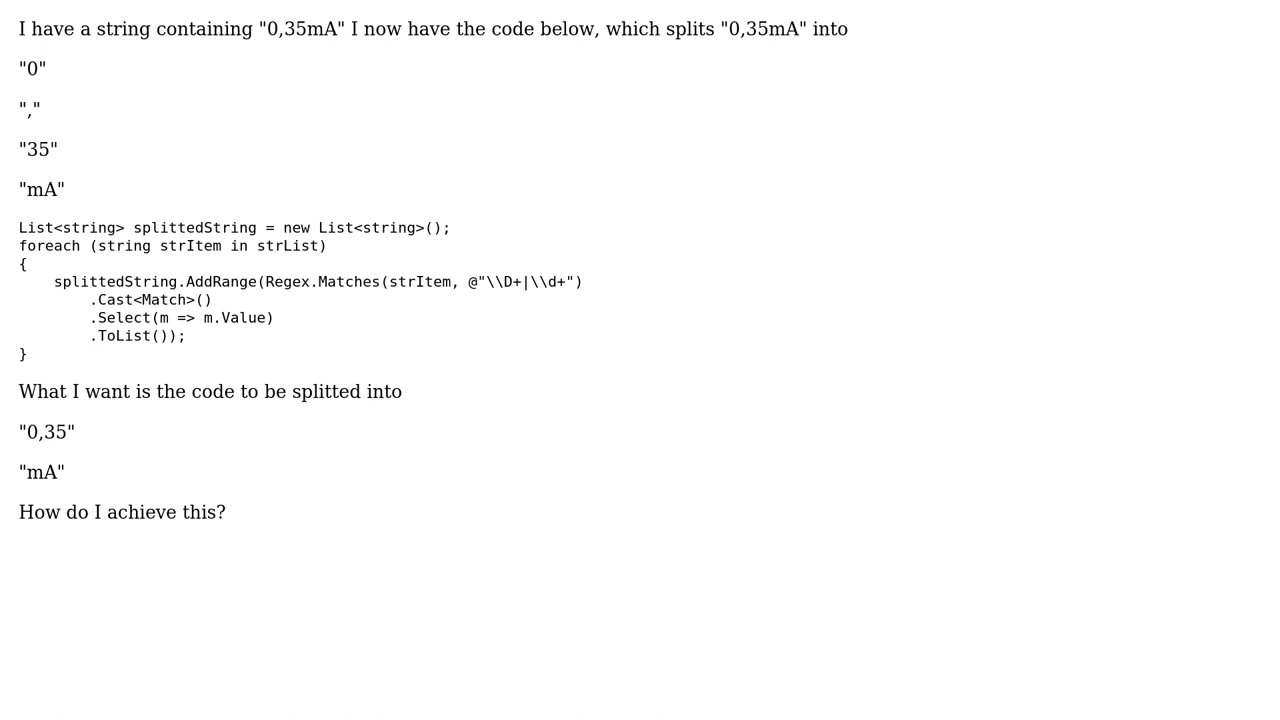 I have a string containing "0,35mA" I now have the code below, which splits "0,35mA" into
"0"
","
"35"
"mA"
List<string> splittedString = new List<string>();
foreach (string strItem in strList)
{
    splittedString.AddRange(Regex.Matches(strItem, @"\\D+|\\d+")
        .Cast<Match>()
        .Select(m => m.Value)
        .ToList());
}
What I want is the code to be splitted into
"0,35"
"mA"
How do I achieve this?